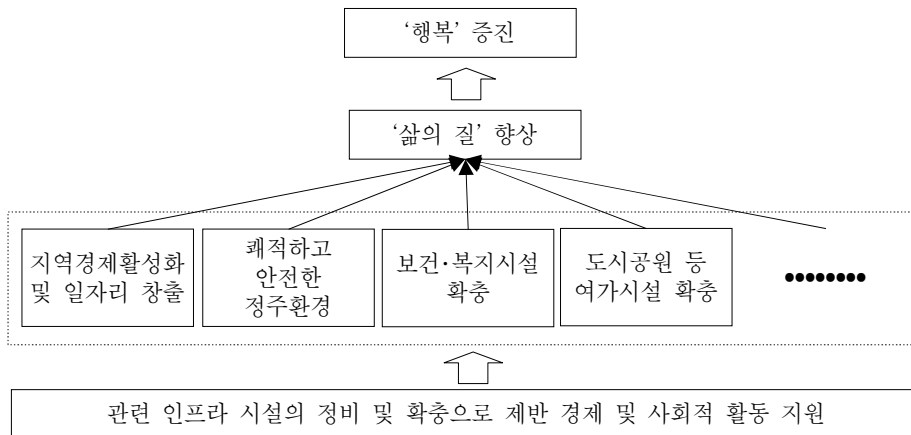 ‘행복’ 증진
‘삶의 질’ 향상
지역경제활성화
및 일자리 창출
쾌적하고
안전한
정주환경
보건·복지시설
확충
도시공원 등
여가시설 확충
••••••••
관련 인프라 시설의 정비 및 확충으로 제반 경제 및 사회적 활동 지원